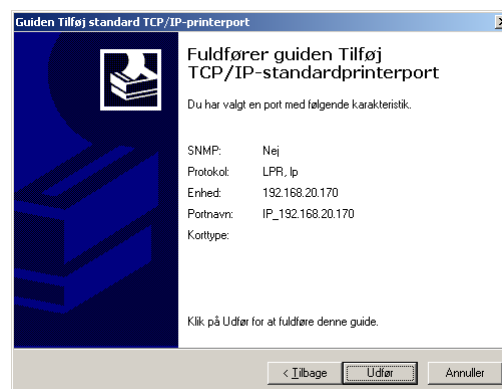 Guiden Tilføj standard TCP/IP-printerport
Fuldfører guiden Tilføj
TCP/IP-standardprinterport
Du har valgt en port med følgende karakteristik.
SNMP: Nej
Protokol: LPR, lp
Enhed: 192.168.20.170
Portnavn: IP_192.168.20.170
Korttype:
Klik på Udfør for at fuldføre denne guide.
< Tilbage Udfør Annuller